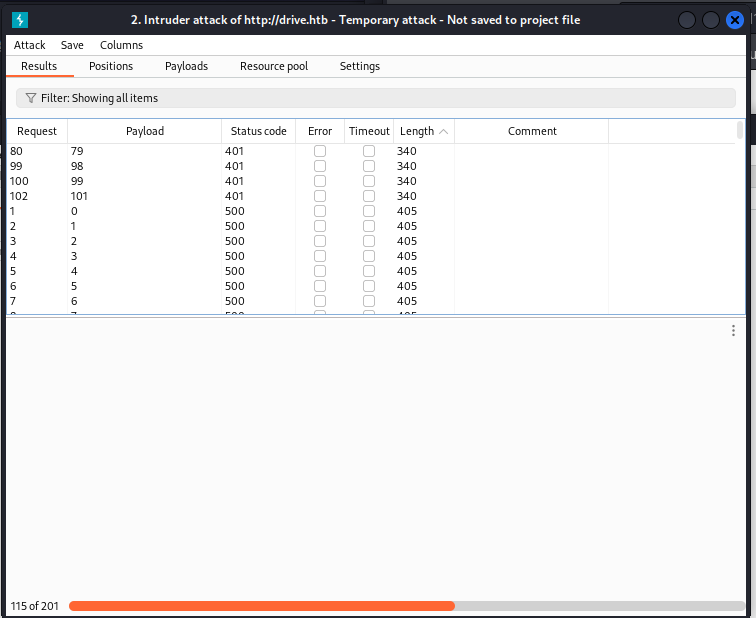 2. Intruder attack of http://drive.htb - Temporary attack - Not saved to project file
Attack Save Columns
Results Positions Payloads Resource pool Settings
Filter: Showing all items
Request Payload Status code Error Timeout Length Comment
80 79 401 340
99 98 401 340
100 99 401 340
102 101 401 340
1 0 500 405
2 1 500 405
3 2 500 405
4 3 500 405
5 4 500 405
6 5 500 405
7 6 500 405
115 of 201